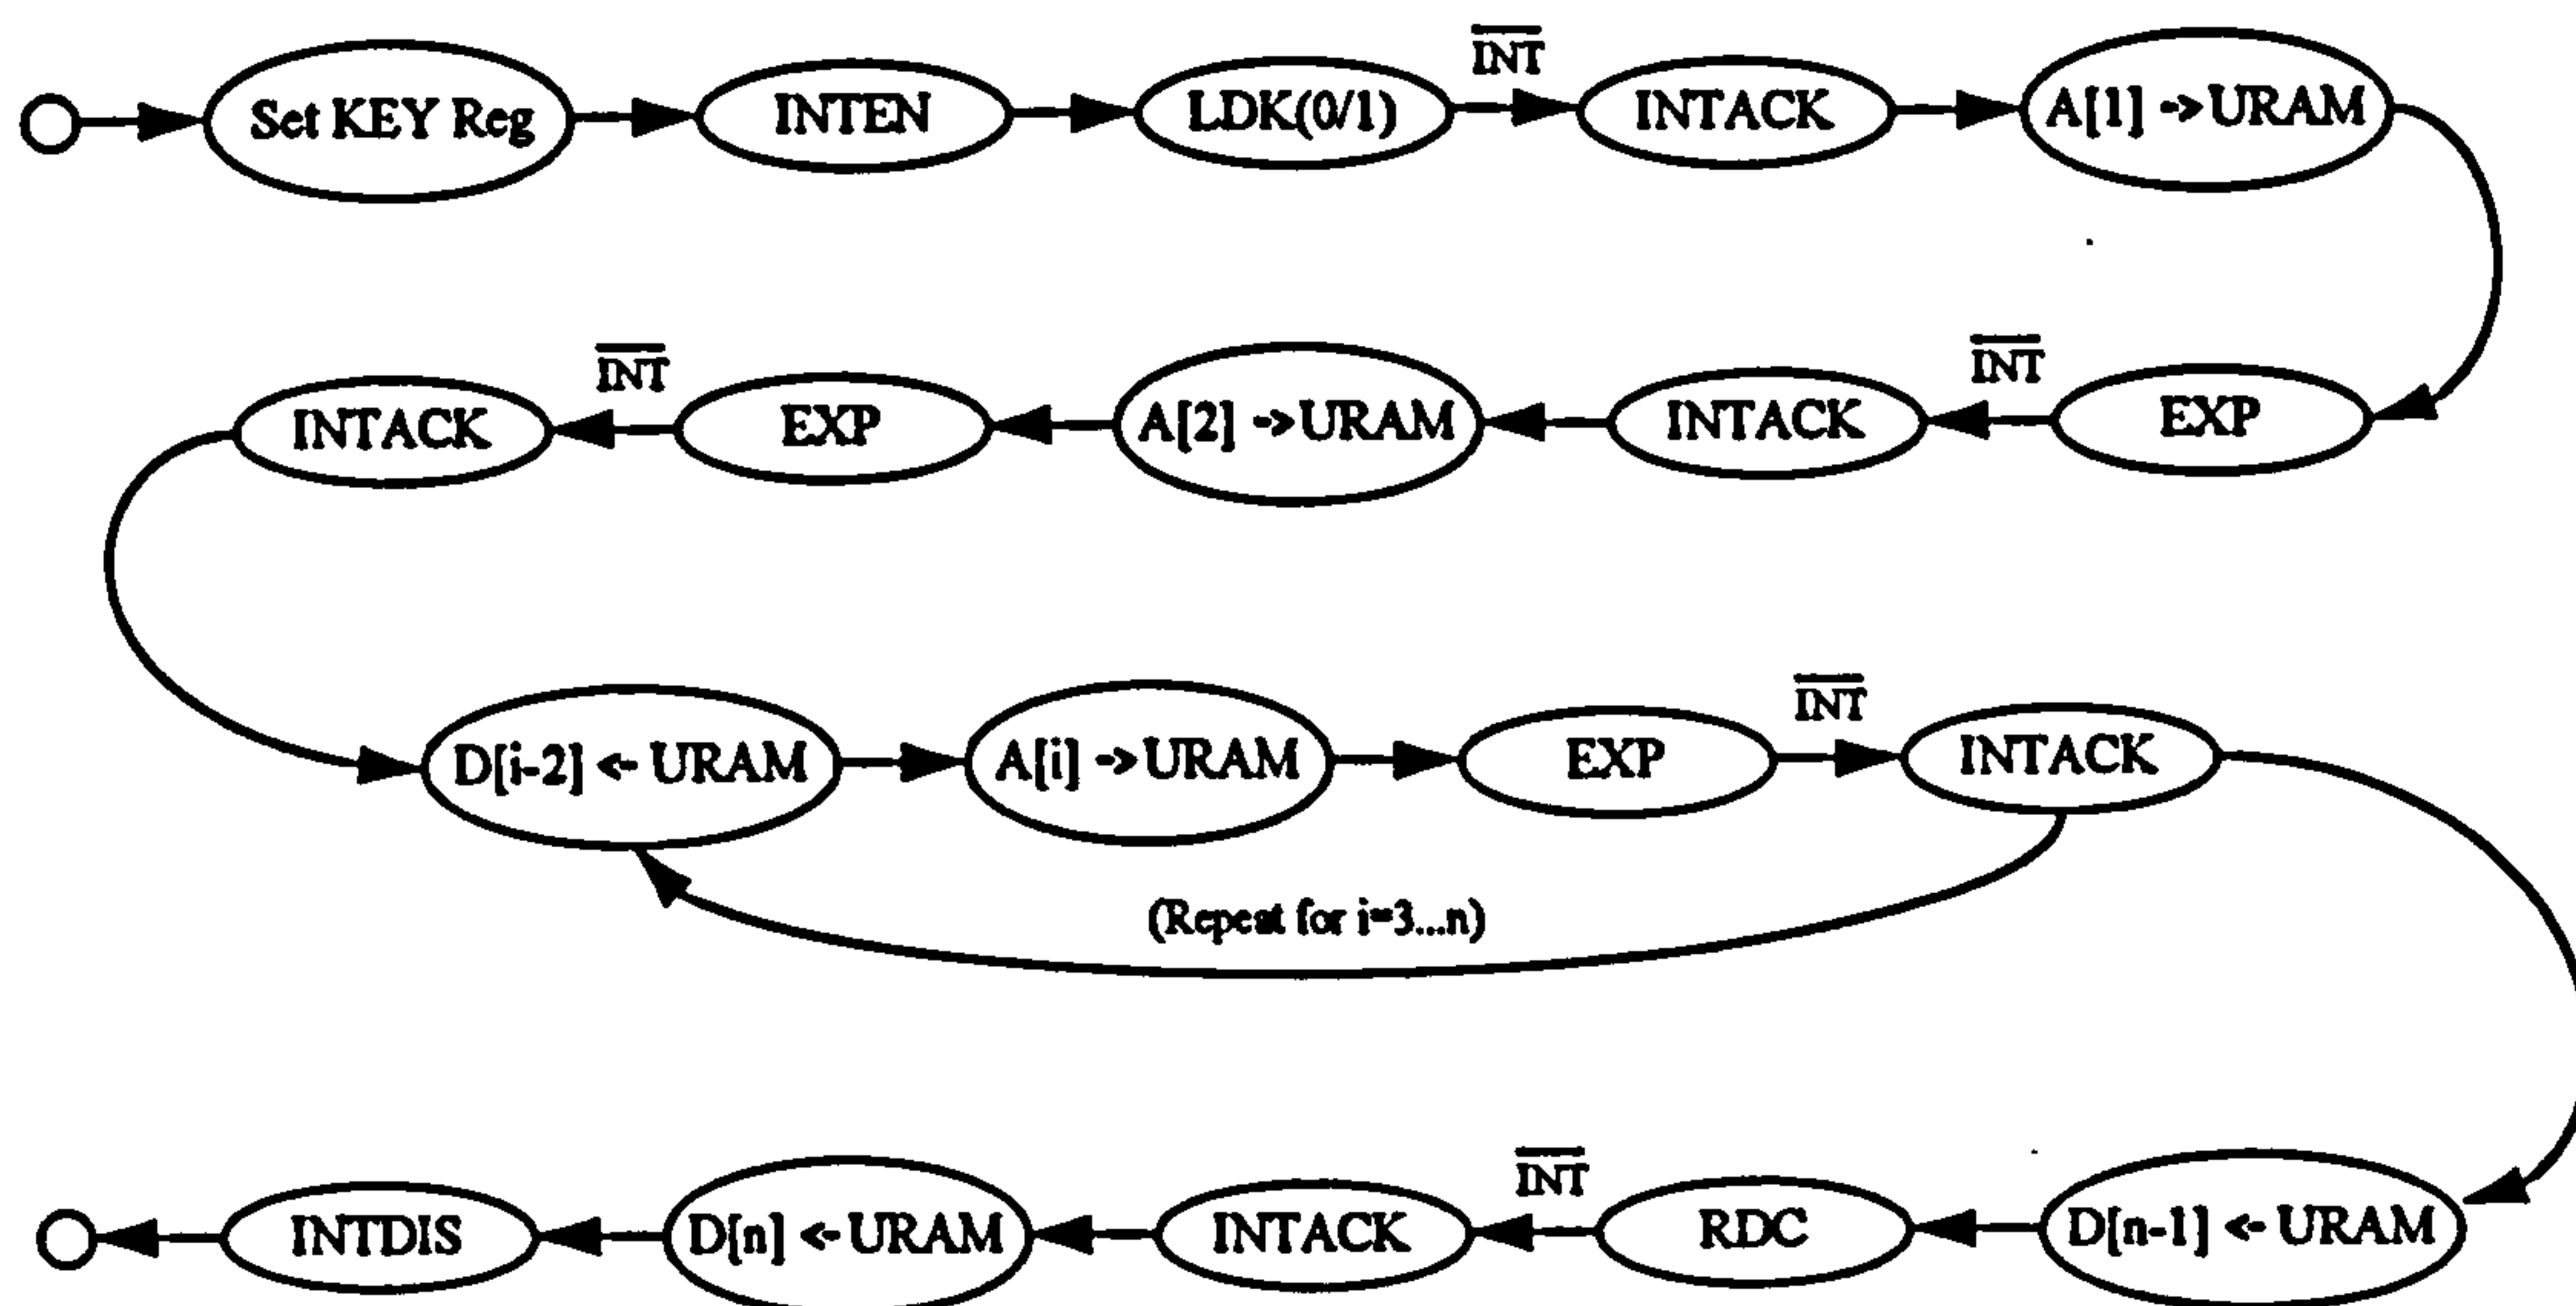 Set KEY Reg
INTEN
LDK(0/1)
INT
INTACK
A[1] -> URAM
EXP
INT
INTACK
A[2] -> URAM
EXP
INT
INTACK
D[i-2] <- URAM
A[i] -> URAM
EXP
INT
INTACK
(Repeat for i=3...n)
D[n-1] <- URAM
RDC
INT
INTACK
D[n] <- URAM
INTDIS